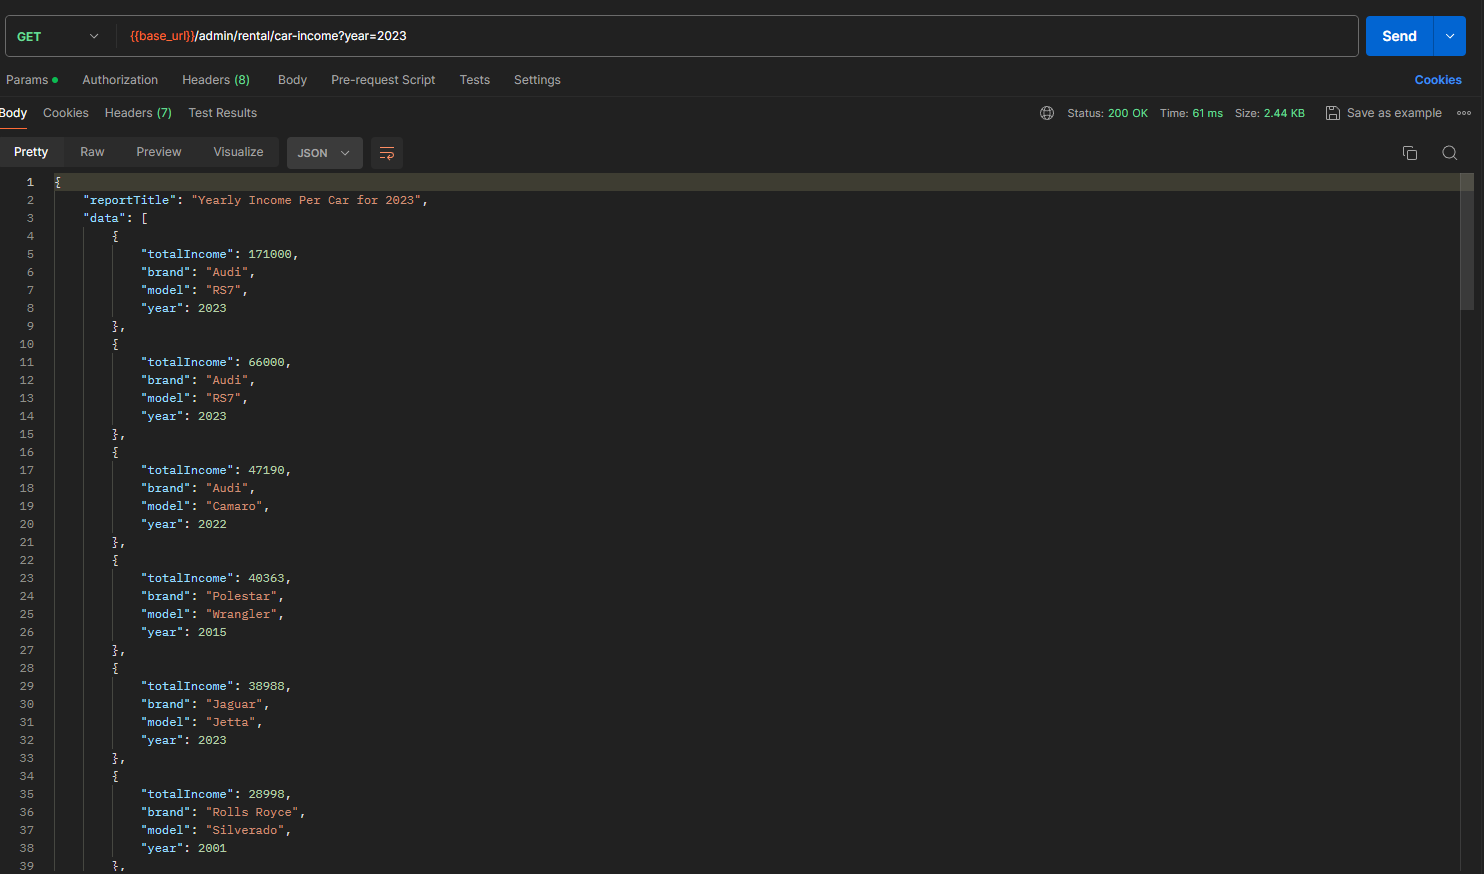 GET {{base_url}}/admin/rental/car-income?year=2023 Send
Params Authorization Headers (8) Body Pre-request Script Tests Settings Cookies
Body Cookies Headers (7) Test Results Status: 200 OK Time: 61 ms Size: 2.44 KB Save as example
Pretty Raw Preview Visualize JSON
1 {
2 "reportTitle": "Yearly Income Per Car for 2023",
3 "data": [
4 {
5 "totalIncome": 171000,
6 "brand": "Audi",
7 "model": "RS7",
8 "year": 2023
9 },
10 {
11 "totalIncome": 66000,
12 "brand": "Audi",
13 "model": "RS7",
14 "year": 2023
15 },
16 {
17 "totalIncome": 47190,
18 "brand": "Audi",
19 "model": "Camaro",
20 "year": 2022
21 },
22 {
23 "totalIncome": 40363,
24 "brand": "Polestar",
25 "model": "Wrangler",
26 "year": 2015
27 },
28 {
29 "totalIncome": 38988,
30 "brand": "Jaguar",
31 "model": "Jetta",
32 "year": 2023
33 },
34 {
35 "totalIncome": 28998,
36 "brand": "Rolls Royce",
37 "model": "Silverado",
38 "year": 2001
39 },